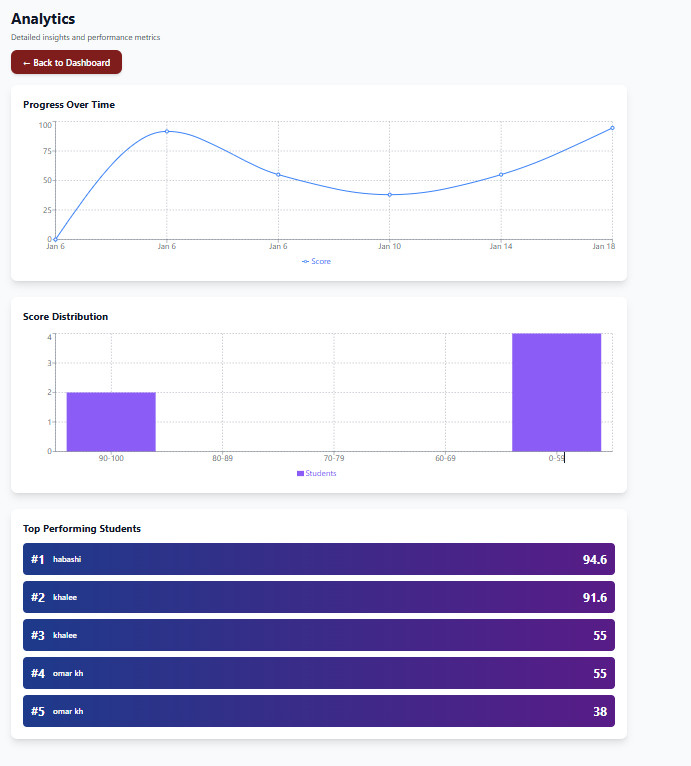 Analytics
Detailed insights and performance metrics
← Back to Dashboard
Progress Over Time
100
75
50
25
0
Jan 6 Jan 6 Jan 6 Jan 10 Jan 14 Jan 18
Score
Score Distribution
4
3
2
1
0
90-100 80-89 70-79 60-69 0-59
Students
Top Performing Students
#1 habashi 94.6
#2 khalee 91.6
#3 khalee 55
#4 omar kh 55
#5 omar kh 38